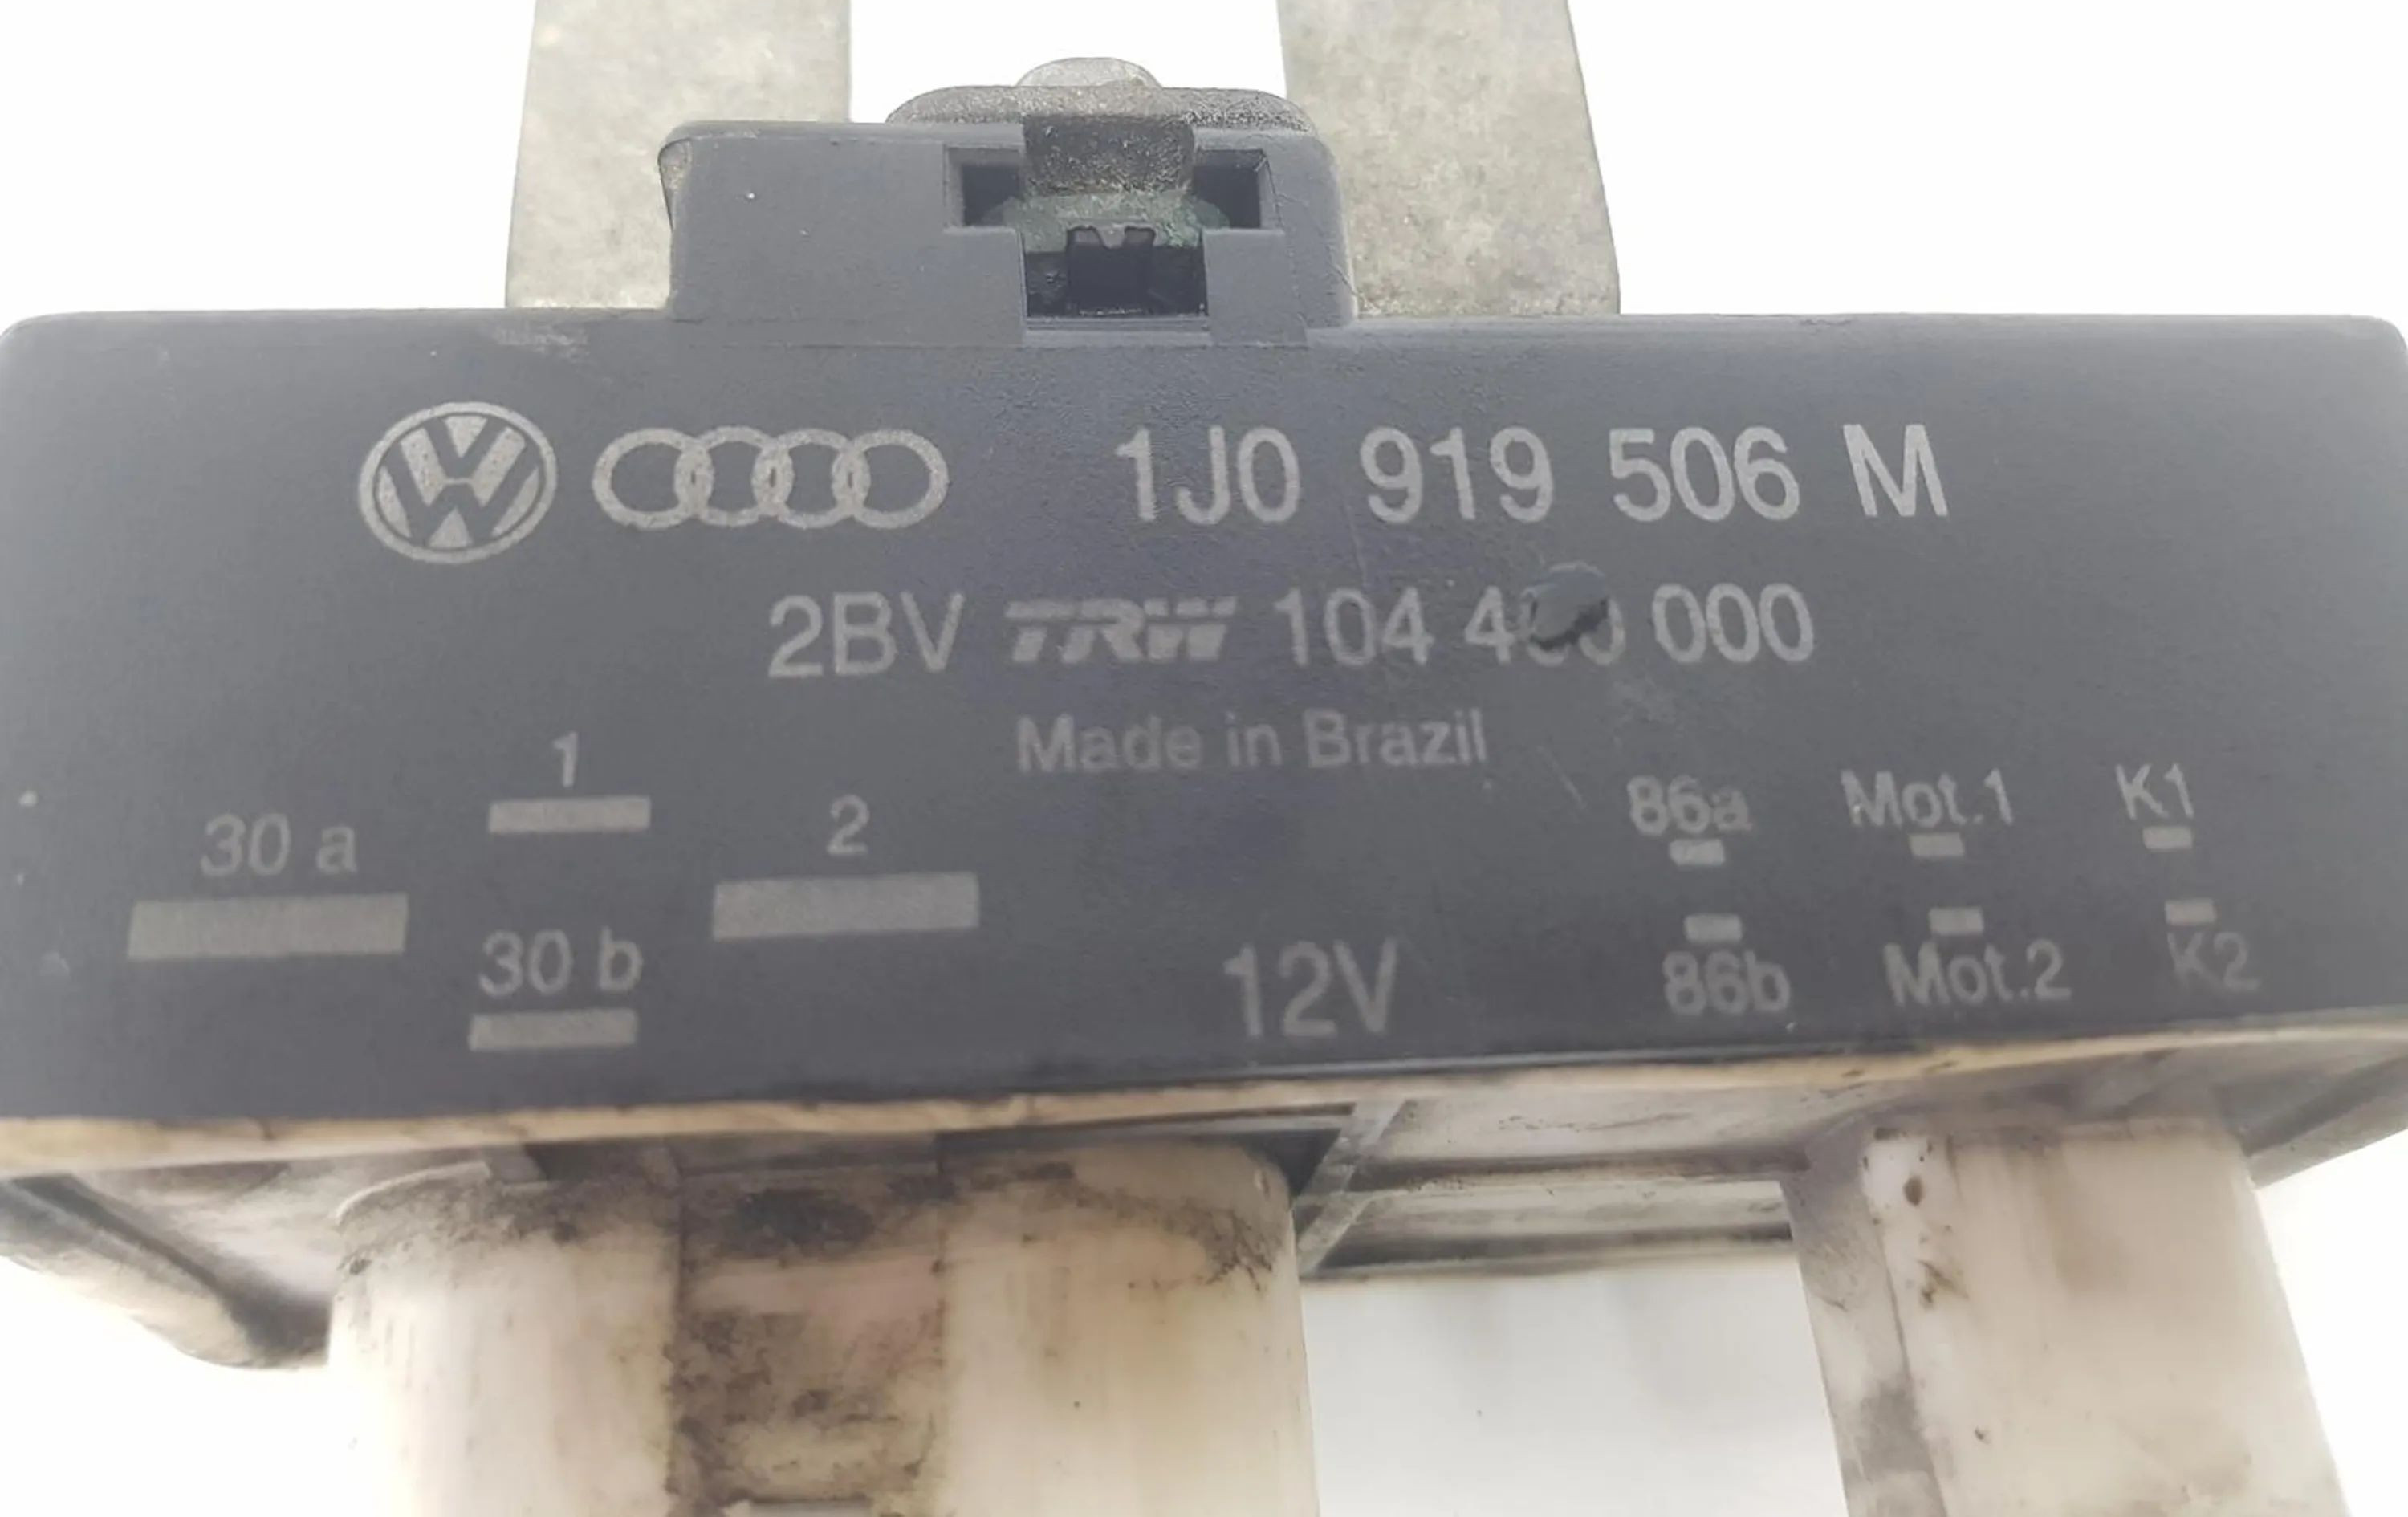 1J0 919 506 M
2BV TRW 104 000
Made in Brazil
1
30 a
2
30 b
12V
86a Mot.1 K1
86b Mot.2 K2